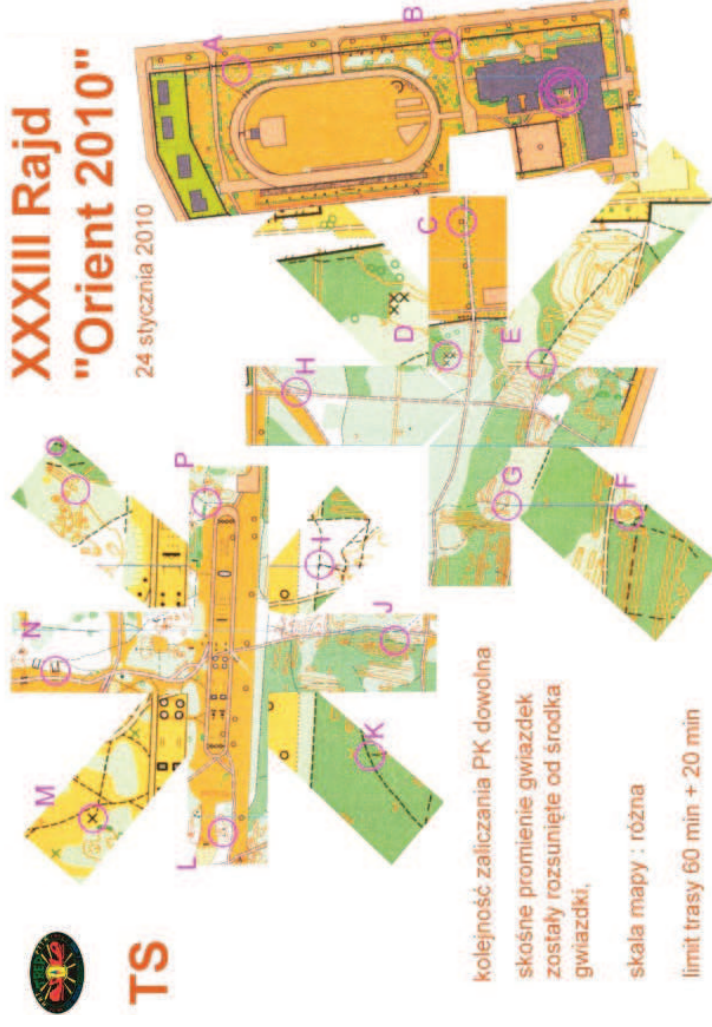 XXXIII Rajd
"Orient 2010"
24 stycznia 2010
TS
A
B
C
D
E
F
G
H
I
J
K
L
M
N
O
P
kolejność zaliczania PK dowolna
skośne promienie gwiazdek
zostały rozsunięte od środka
gwiazdki,
skala mapy : różna
limit trasy 60 min + 20 min